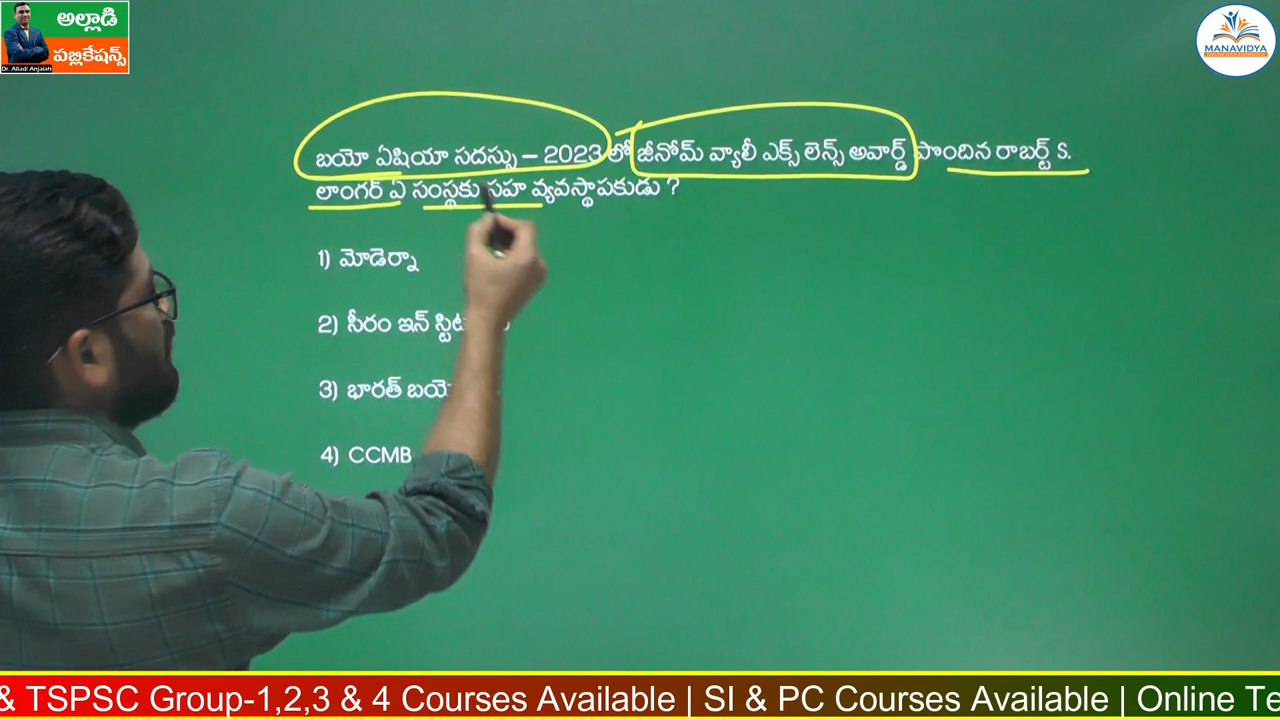 అల్లాడి
పబ్లికేషన్స్
Dr. Alladi Anjaiah
MANAVIDYA
బయో ఏషియా సదస్సు – 2023 లో జీనోమ్ వ్యాలీ ఎక్స్ లెన్స్ అవార్డ్ పొందిన రాబర్ట్ S.
లాంగర్ ఏ సంస్థకు సహ వ్యవస్థాపకుడు ?
1) మోడెర్నా
2) సీరం ఇన్
3) భారత్
4) CCMB
& TSPSC Group-1,2,3 & 4 Courses Available | SI & PC Courses Available | Online Te